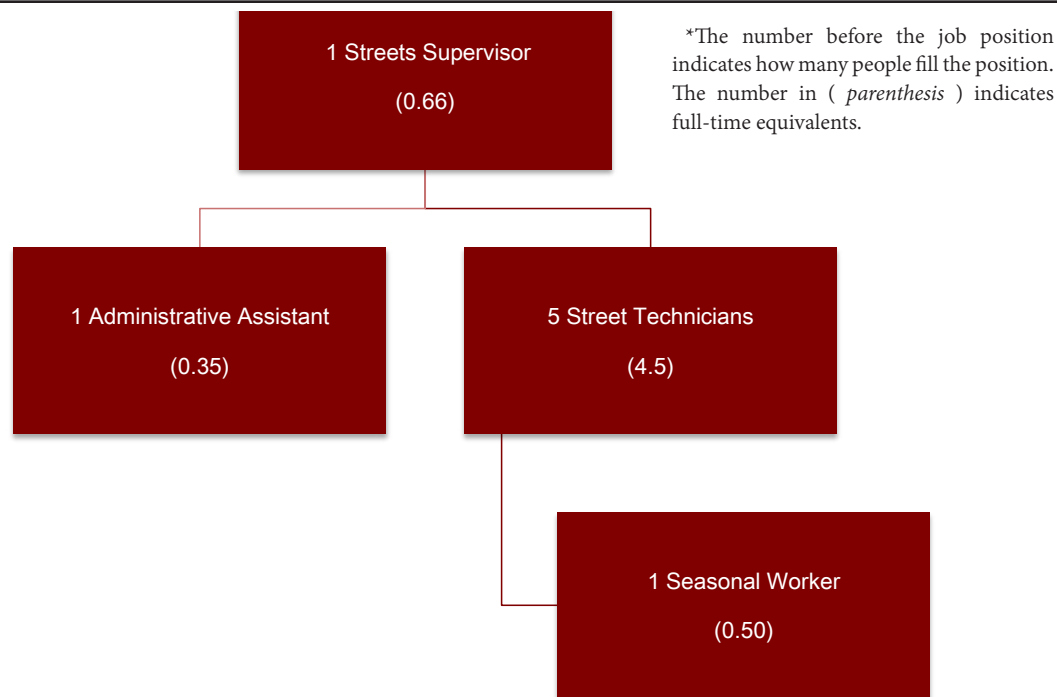 1 Streets Supervisor
(0.66)
*The number before the job position
indicates how many people fill the position.
The number in ( parenthesis ) indicates
full-time equivalents.
1 Administrative Assistant
(0.35)
5 Street Technicians
(4.5)
1 Seasonal Worker
(0.50)